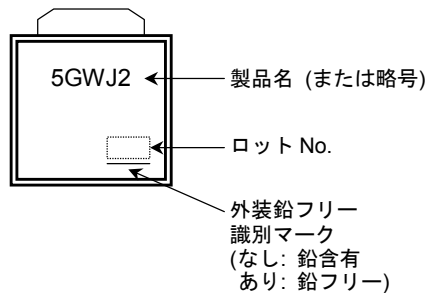 5GWJ2
製品名 (または略号)
ロット No.
外装鉛フリー
識別マーク
(なし: 鉛含有
あり: 鉛フリー)